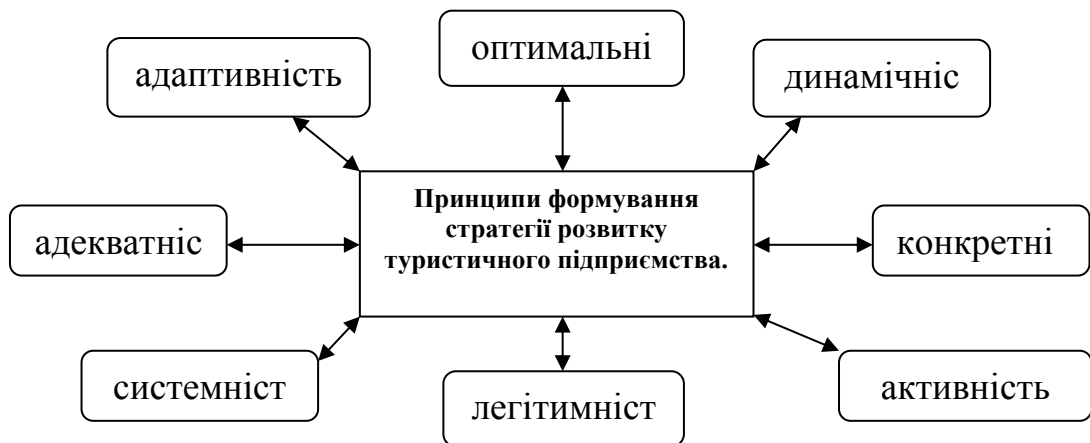 оптимальні
адаптивність
динамічніс
Принципи формування
стратегії розвитку
туристичного підприємства.
адекватніс
конкретні
системніст
легітимніст
активність